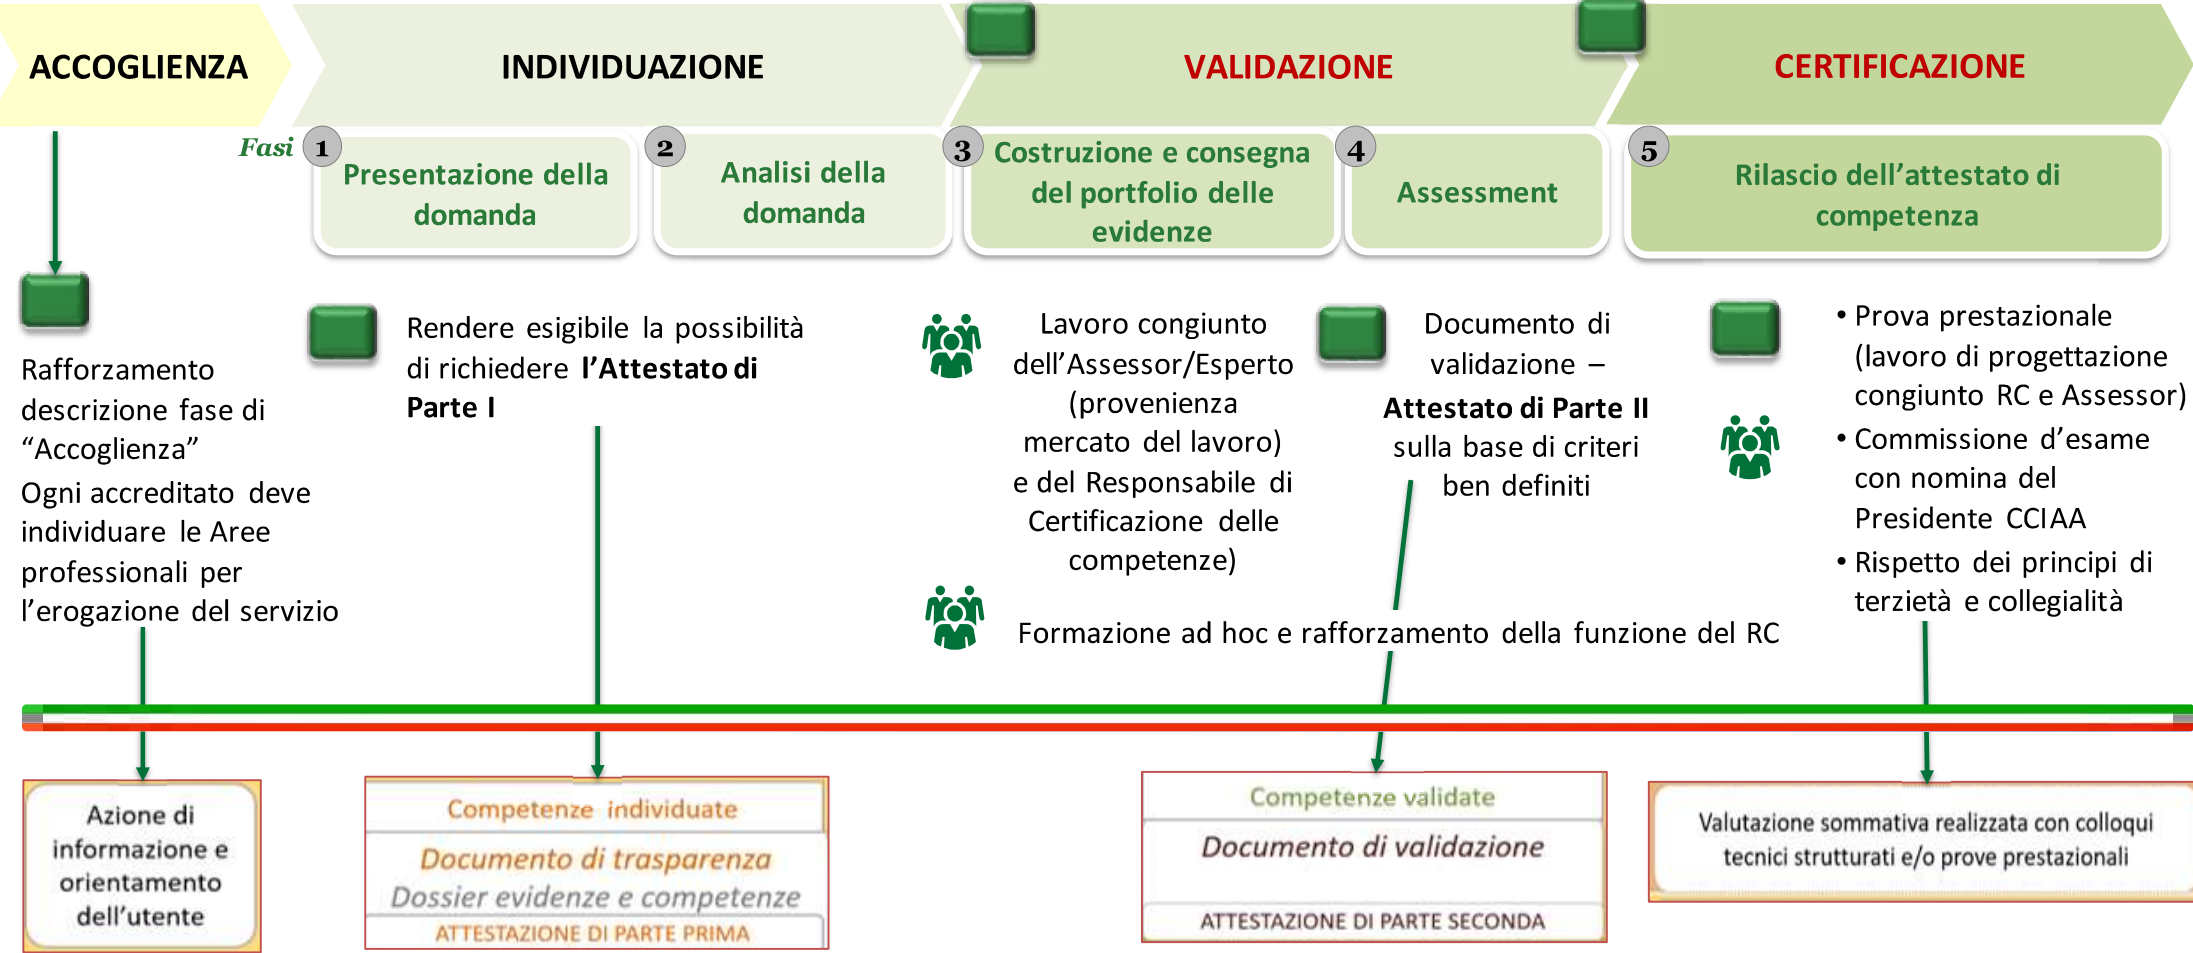 ACCOGLIENZA
INDIVIDUAZIONE
VALIDAZIONE
CERTIFICAZIONE
Fasi
1
Presentazione della
domanda
2
Analisi della
domanda
3
Costruzione e consegna
del portfolio delle
evidenze
4
Assessment
5
Rilascio dell’attestato di
competenza
Rafforzamento
descrizione fase di
“Accoglienza”
Ogni accreditato deve
individuare le Aree
professionali per
l’erogazione del servizio
Rendere esigibile la possibilità
di richiedere l’Attestato di
Parte I
Lavoro congiunto
dell’Assessor/Esperto
(provenienza
mercato del lavoro)
e del Responsabile di
Certificazione delle
competenze)
Documento di
validazione –
Attestato di Parte II
sulla base di criteri
ben definiti
• Prova prestazionale
(lavoro di progettazione
congiunto RC e Assessor)
• Commissione d’esame
con nomina del
Presidente CCIAA
• Rispetto dei principi di
terzietà e collegialità
Formazione ad hoc e rafforzamento della funzione del RC
Azione di
informazione e
orientamento
dell’utente
Competenze individuate
Documento di trasparenza
Dossier evidenze e competenze
ATTESTAZIONE DI PARTE PRIMA
Competenze validate
Documento di validazione
ATTESTAZIONE DI PARTE SECONDA
Valutazione sommativa realizzata con colloqui
tecnici strutturati e/o prove prestazionali